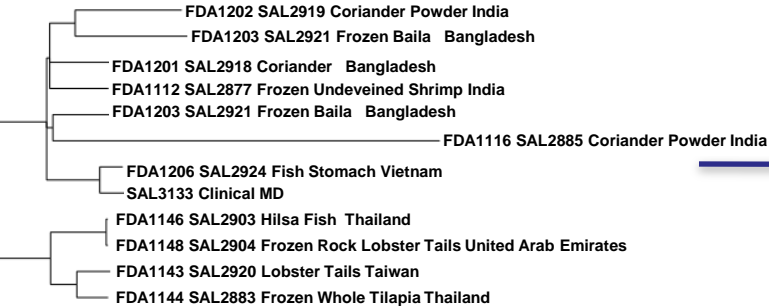 FDA1202 SAL2919 Coriander Powder India
FDA1203 SAL2921 Frozen Baila Bangladesh
FDA1201 SAL2918 Coriander Bangladesh
FDA1112 SAL2877 Frozen Undeveined Shrimp India
FDA1203 SAL2921 Frozen Baila Bangladesh
FDA1116 SAL2885 Coriander Powder India
FDA1206 SAL2924 Fish Stomach Vietnam
SAL3133 Clinical MD
FDA1146 SAL2903 Hilsa Fish Thailand
FDA1148 SAL2904 Frozen Rock Lobster Tails United Arab Emirates
FDA1143 SAL2920 Lobster Tails Taiwan
FDA1144 SAL2883 Frozen Whole Tilapia Thailand